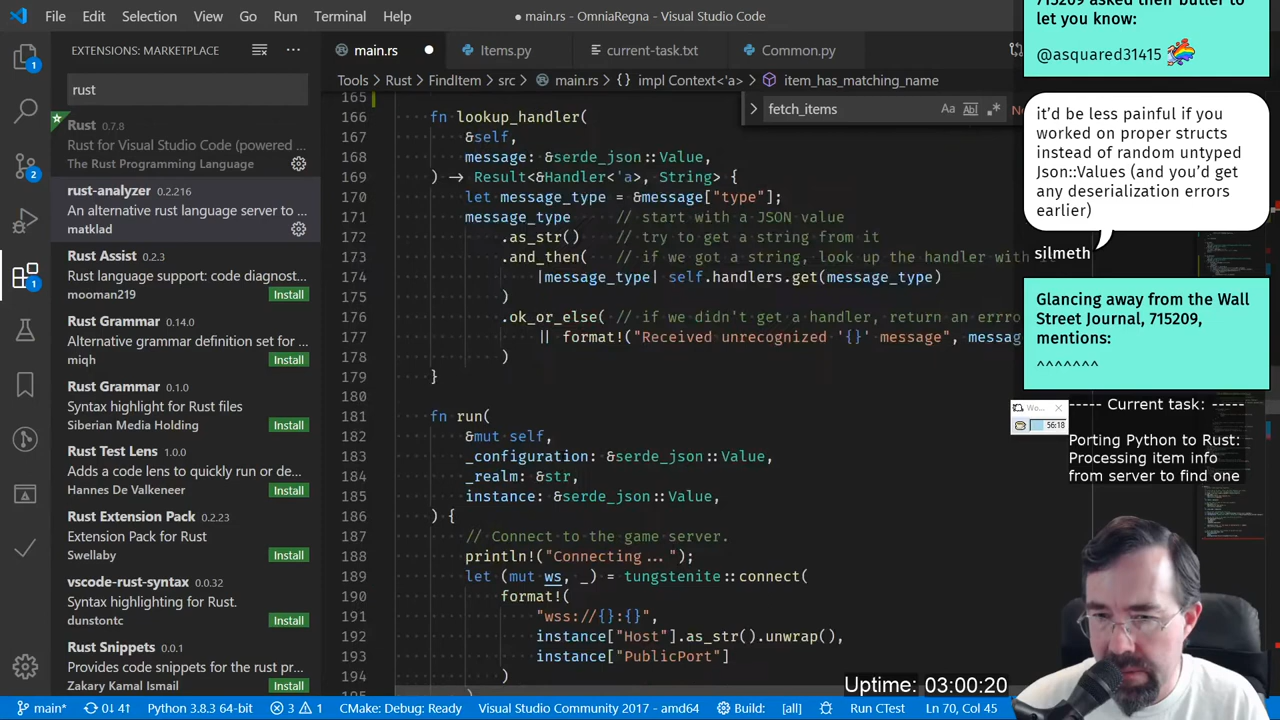 File Edit Selection View Go Run Terminal Help
● main.rs - OmniaRegna - Visual Studio Code
EXTENSIONS: MARKETPLACE
rust
Rust 0.7.8
Rust for Visual Studio Code (powered ...
The Rust Programming Language
rust-analyzer 0.2.216
An alternative rust language server to ...
matklad
Rust Assist 0.2.3
Rust language support: code diagnost...
mooman219 Install
Rust Grammar 0.14.0
Alternative grammar definition set for ...
miqh Install
Rust Grammar 0.1.0
Syntax highlight for Rust files
Siberian Media Holding Install
Rust Test Lens 1.0.0
Adds a code lens to quickly run or de...
Hannes De Valkeneer Install
Rust Extension Pack 0.2.23
Extension Pack for Rust
Swellaby Install
vscode-rust-syntax 0.0.32
Syntax highlighting for Rust.
dunstontc Install
Rust Snippets 0.0.1
Provides code snippets for the rust pr...
Zakary Kamal Ismail Install
main.rs ● Items.py current-task.txt Common.py
Tools > Rust > FindItem > src > main.rs > {} impl Context<'a> > item_has_matching_name
fetch_items
165
166 fn lookup_handler(
167 &self,
168 message: &serde_json::Value,
169 ) -> Result<&Handler<'a>, String> {
170 let message_type = &message["type"];
171 message_type // start with a JSON value
172 .as_str() // try to get a string from it
173 .and_then( // if we got a string, look up the handler with
174 |message_type| self.handlers.get(message_type)
175 )
176 .ok_or_else( // if we didn't get a handler, return an errro
177 || format!("Received unrecognized '{}' message", messag
178 )
179 }
180
181 fn run(
182 &mut self,
183 _configuration: &serde_json::Value,
184 _realm: &str,
185 instance: &serde_json::Value,
186 ) {
187 // Connect to the game server.
188 println!("Connecting...");
189 let (mut ws, _) = tungstenite::connect(
190 format!(
191 "wss://{}:{}",
192 instance["Host"].as_str().unwrap(),
193 instance["PublicPort"]
194 )
195 )
715209 asked their butler to
let you know:
@asquared31415
it'd be less painful if you
worked on proper structs
instead of random untyped
Json::Values (and you'd get
any deserialization errors
earlier)
silmeth
Glancing away from the Wall
Street Journal, 715209,
mentions:
^^^^^^^
Wo...
56:18
----- Current task: -----
Porting Python to Rust:
Processing item info
from server to find one
Uptime: 03:00:20
main* 0↓ 4↑ Python 3.8.3 64-bit 3 1 CMake: Debug: Ready Visual Studio Community 2017 - amd64 Build: [all] Run CTest Ln 70, Col 45